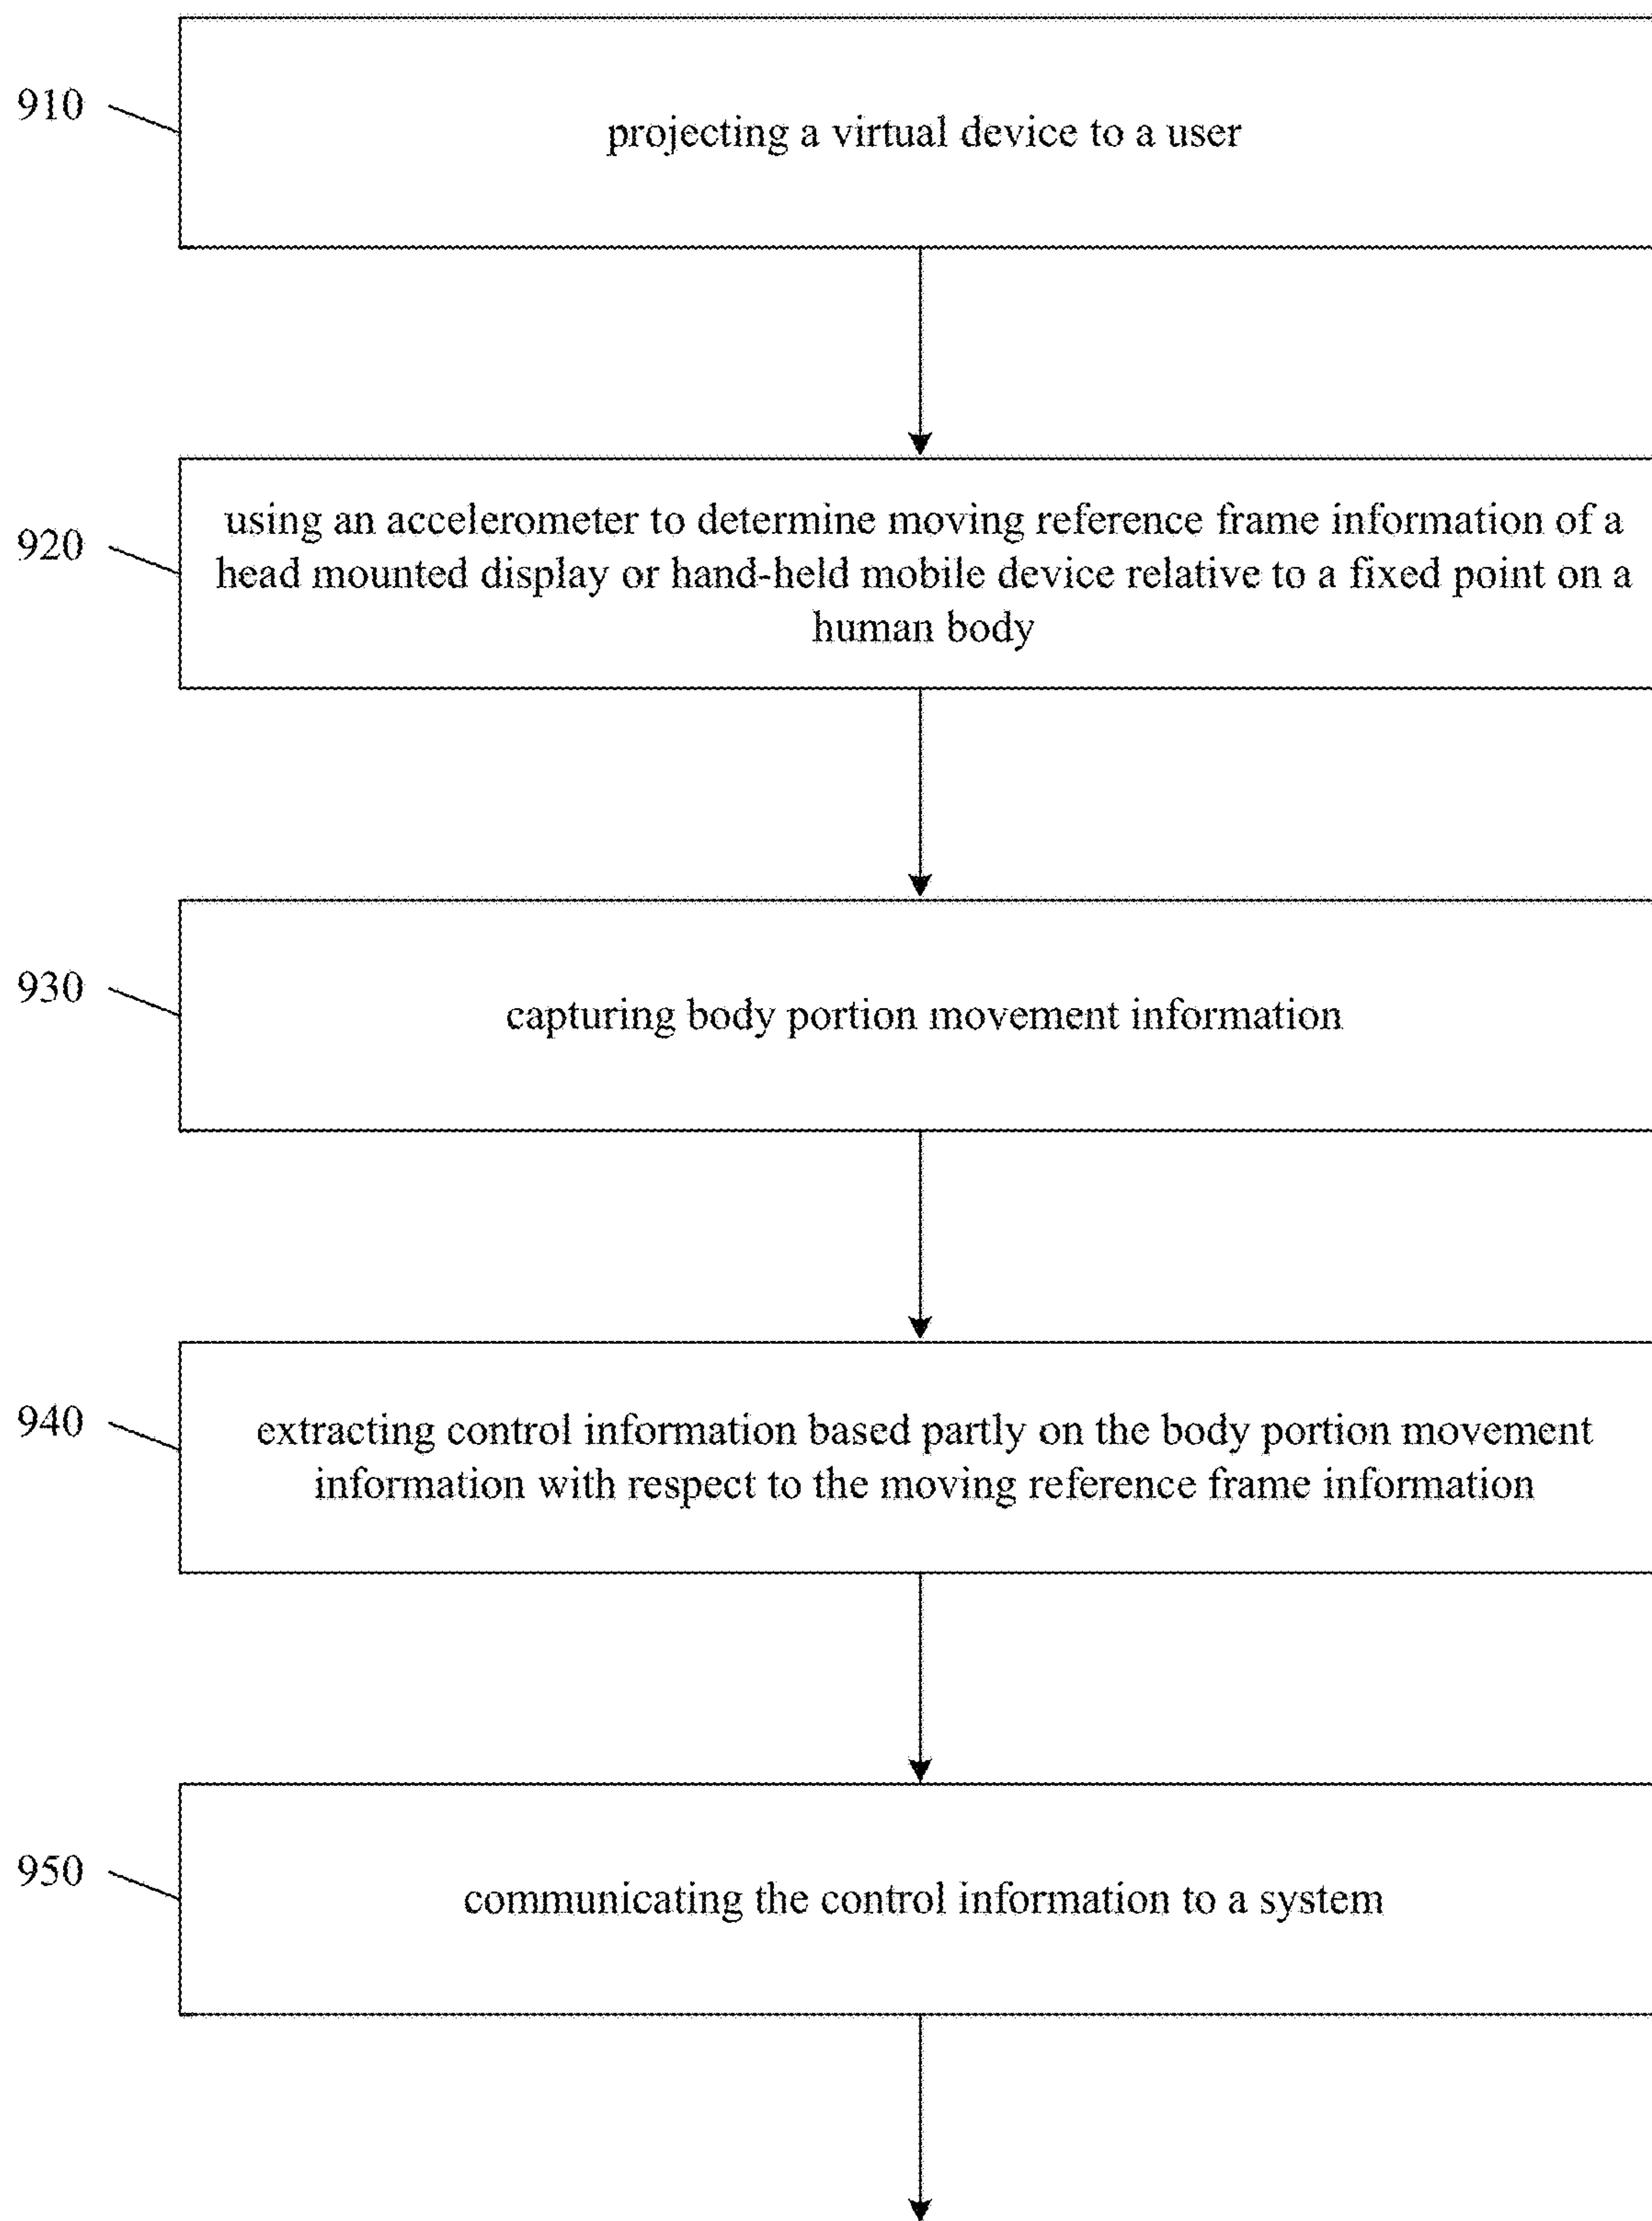 910
projecting a virtual device to a user
920
using an accelerometer to determine moving reference frame information of a
head mounted display or hand-held mobile device relative to a fixed point on a
human body
930
capturing body portion movement information
940
extracting control information based partly on the body portion movement
information with respect to the moving reference frame information
950
communicating the control information to a system